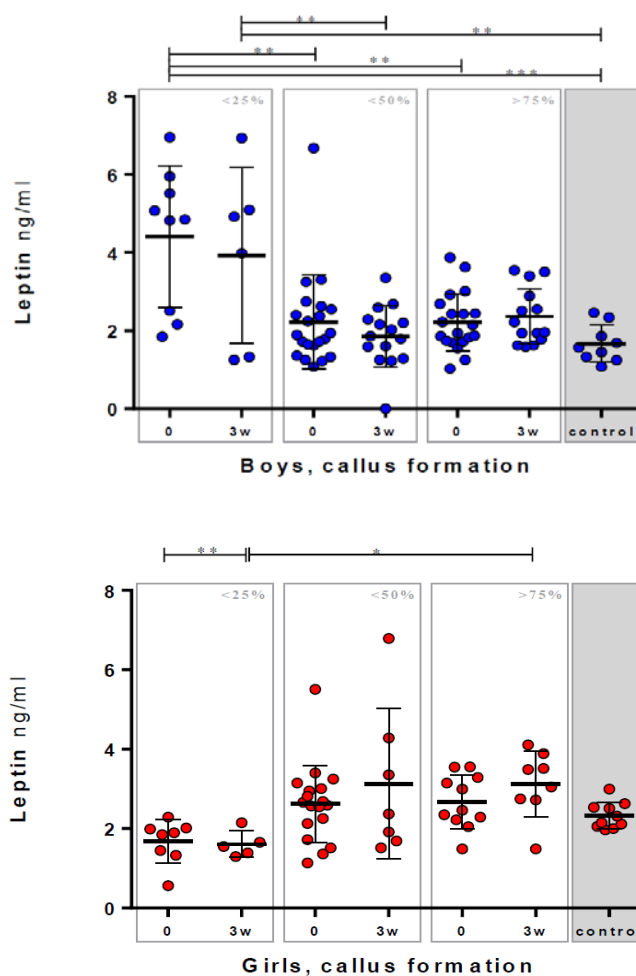 **
**
**
**
***
8
<25%
<50%
>75%
6
4
2
0
Leptin ng/ml
0
3w
0
3w
0
3w
control
Boys, callus formation
**
*
8
<25%
<50%
>75%
6
4
2
0
Leptin ng/ml
0
3w
0
3w
0
3w
contro
Girls, callus formation